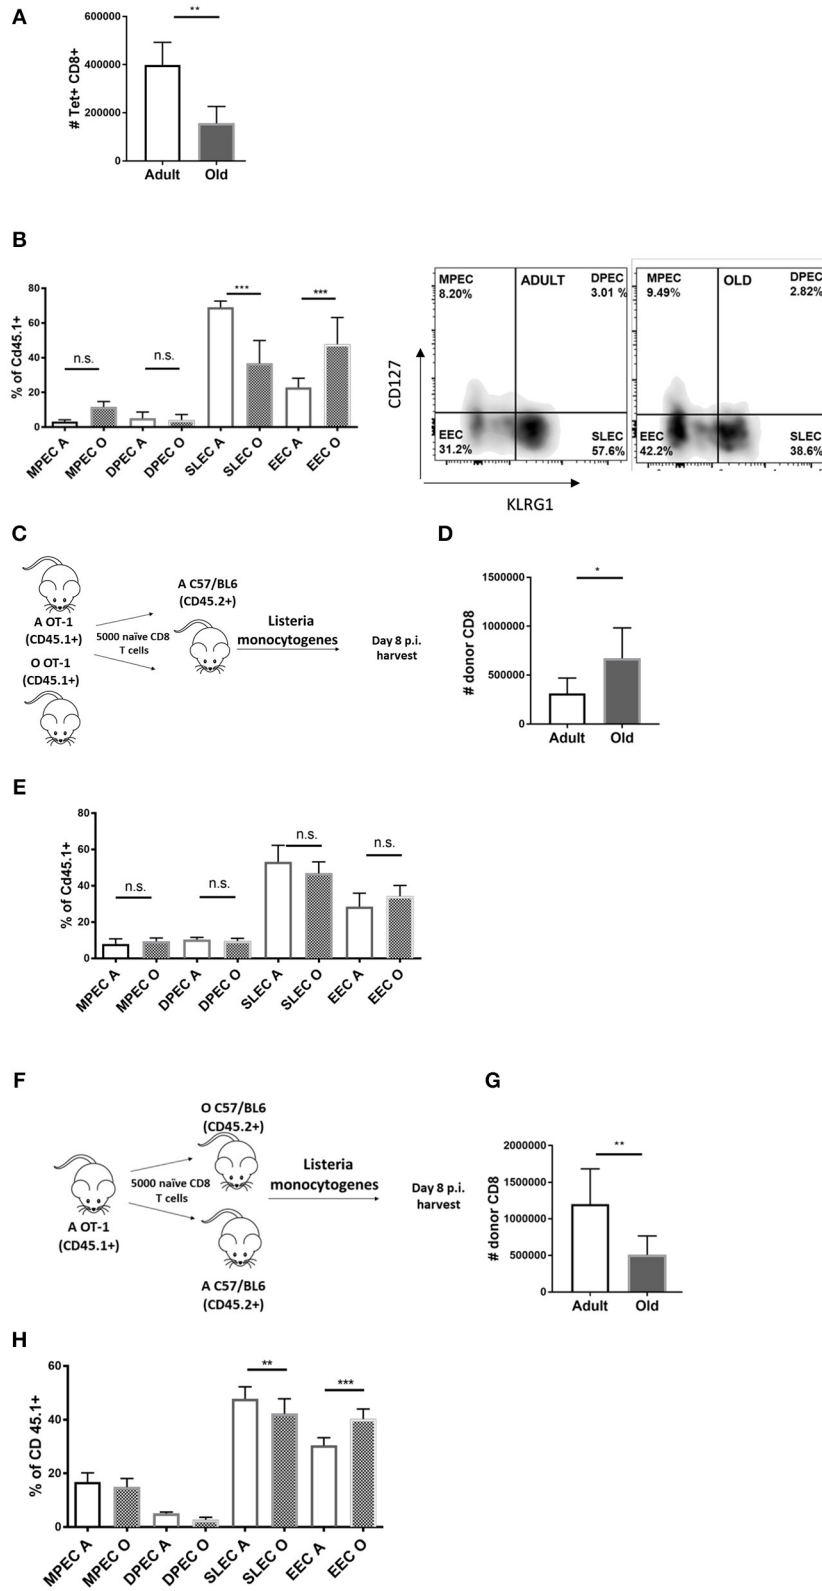 A
600000
400000
200000
0
# Tet+ CD8+
**
Adult
Old
B
80
60
40
20
0
% of Cd45.1+
n.s.
n.s.
***
***
MPEC A
MPEC O
DPEC A
DPEC O
SLEC A
SLEC O
EEC A
EEC O
MPEC
8.20%
ADULT
DPEC
3.01 %
EEC
31.2%
SLEC
57.6%
MPEC
9.49%
OLD
DPEC
2.82%
EEC
42.2%
SLEC
38.6%
CD127
KLRG1
C
A OT-1
(CD45.1+)
O OT-1
(CD45.1+)
5000 naïve CD8
T cells
A C57/BL6
(CD45.2+)
Listeria
monocytogenes
Day 8 p.i.
harvest
D
1500000
1000000
500000
0
# donor CD8
*
Adult
Old
E
80
60
40
20
0
% of Cd45.1+
n.s.
n.s.
n.s.
n.s.
MPEC A
MPEC O
DPEC A
DPEC O
SLEC A
SLEC O
EEC A
EEC O
F
A OT-1
(CD45.1+)
5000 naïve CD8
T cells
O C57/BL6
(CD45.2+)
A C57/BL6
(CD45.2+)
Listeria
monocytogenes
Day 8 p.i.
harvest
G
2000000
1500000
1000000
500000
0
# donor CD8
**
Adult
Old
H
60
40
20
0
% of CD 45.1+
**
***
MPEC A
MPEC O
DPEC A
DPEC O
SLEC A
SLEC O
EEC A
EEC O